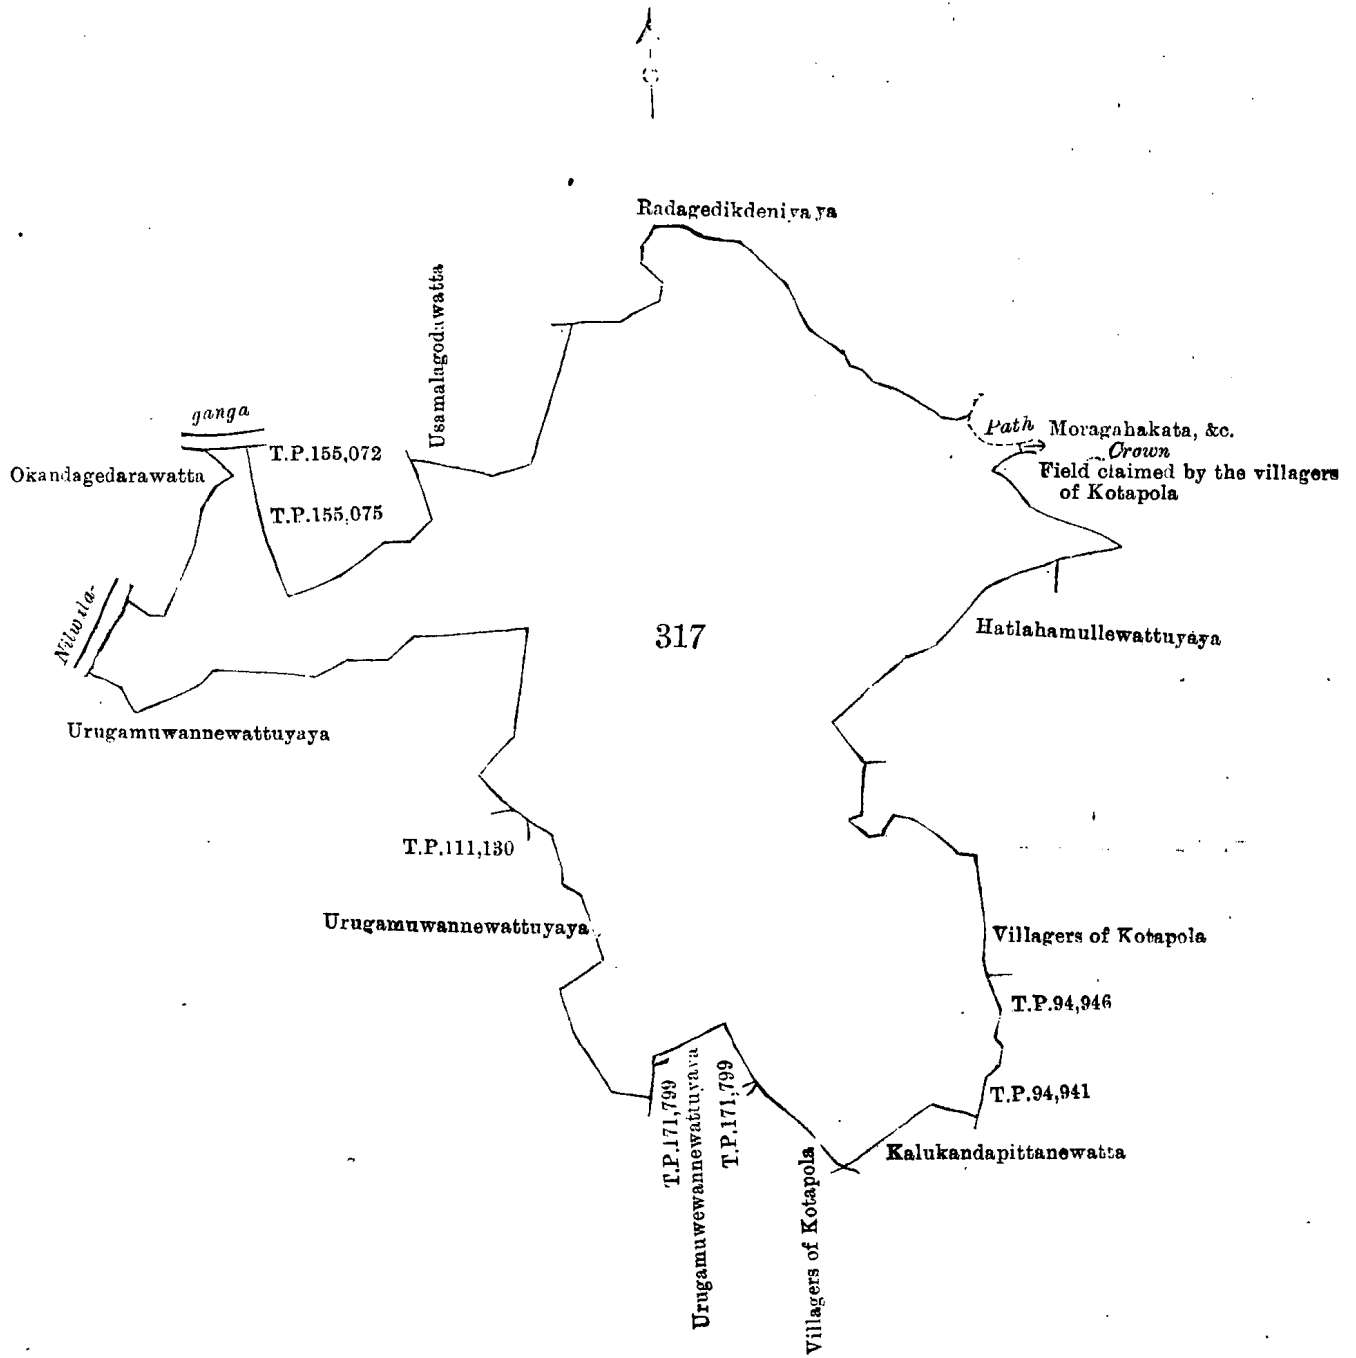 Radagedikdeniyaya
Usamalagodawatta
ganga
T.P.155,072
Okandagedarawatta
T.P.155,075
Path
Moragahakata, &c.
Crown
Field claimed by the villagers
of Kotapola
Nilwila-
317
Hatlahamullewattuyaya
Urugamuwannewattuyaya
T.P.111,130
Urugamuwannewattuyaya
Villagers of Kotapola
T.P.94,946
T.P.171,799
Urugamuwewannewattuyaya
T.P.171,799
T.P.94,941
Kalukandapittanewatta
Villagers of Kotapola